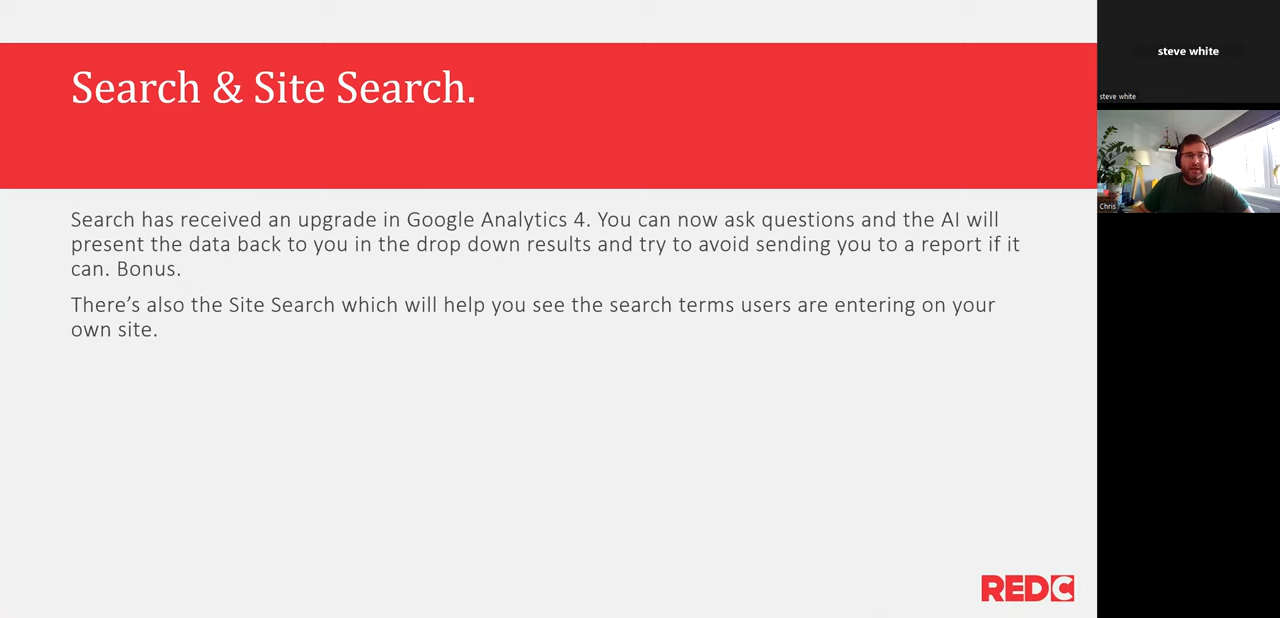 Search & Site Search.
Search has received an upgrade in Google Analytics 4. You can now ask questions and the AI will
present the data back to you in the drop down results and try to avoid sending you to a report if it
can. Bonus.
There’s also the Site Search which will help you see the search terms users are entering on your
own site.
REDC
steve white
steve white
Chris